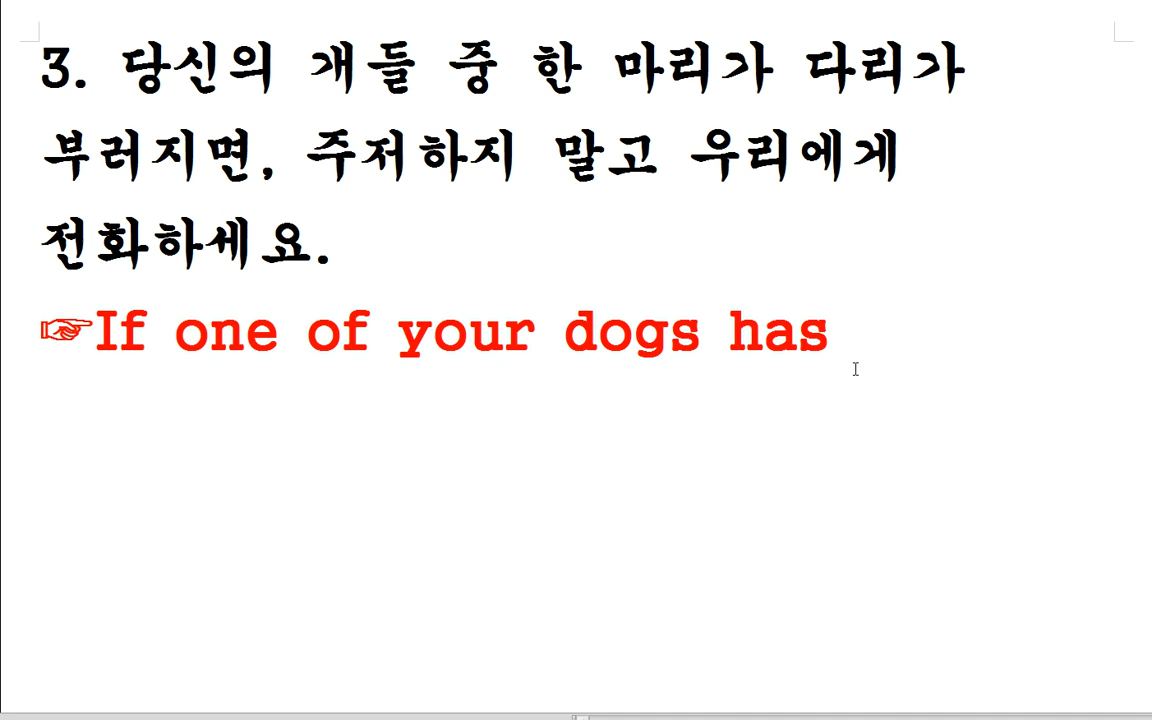 3. 당신의 개들 중 한 마리가 다리가
부러지면, 주저하지 말고 우리에게
전화하세요.
☞If one of your dogs has